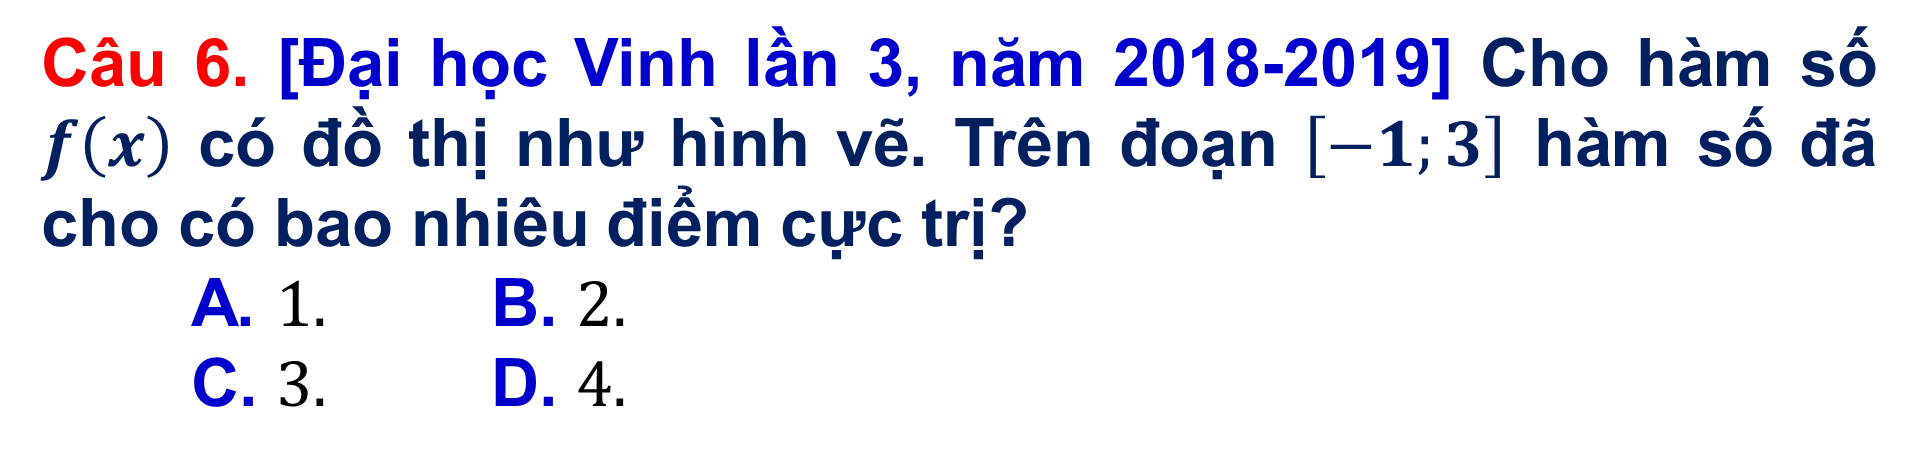 Câu 6. [Đại học Vinh lần 3, năm 2018-2019] Cho hàm số
f(x) có đồ thị như hình vẽ. Trên đoạn [−1; 3] hàm số đã
cho có bao nhiêu điểm cực trị?
A. 1. B. 2.
C. 3. D. 4.